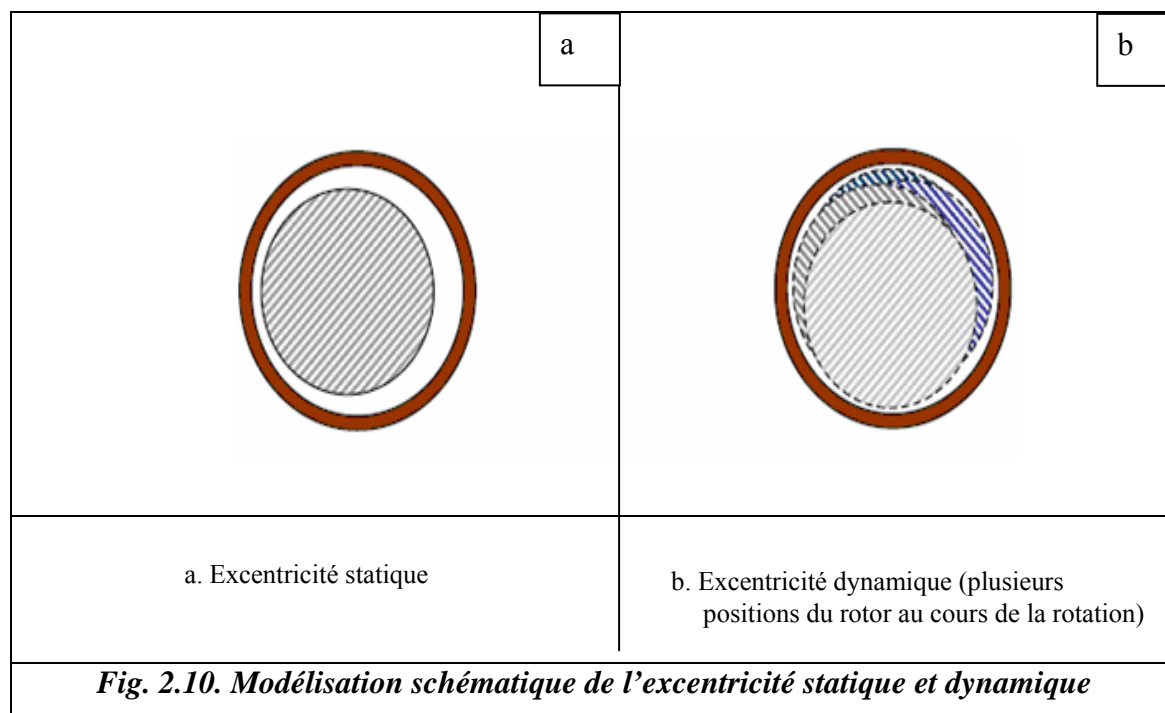 a
b
a. Excentricité statique
b. Excentricité dynamique (plusieurs
positions du rotor au cours de la rotation)
Fig. 2.10. Modélisation schématique de l’excentricité statique et dynamique